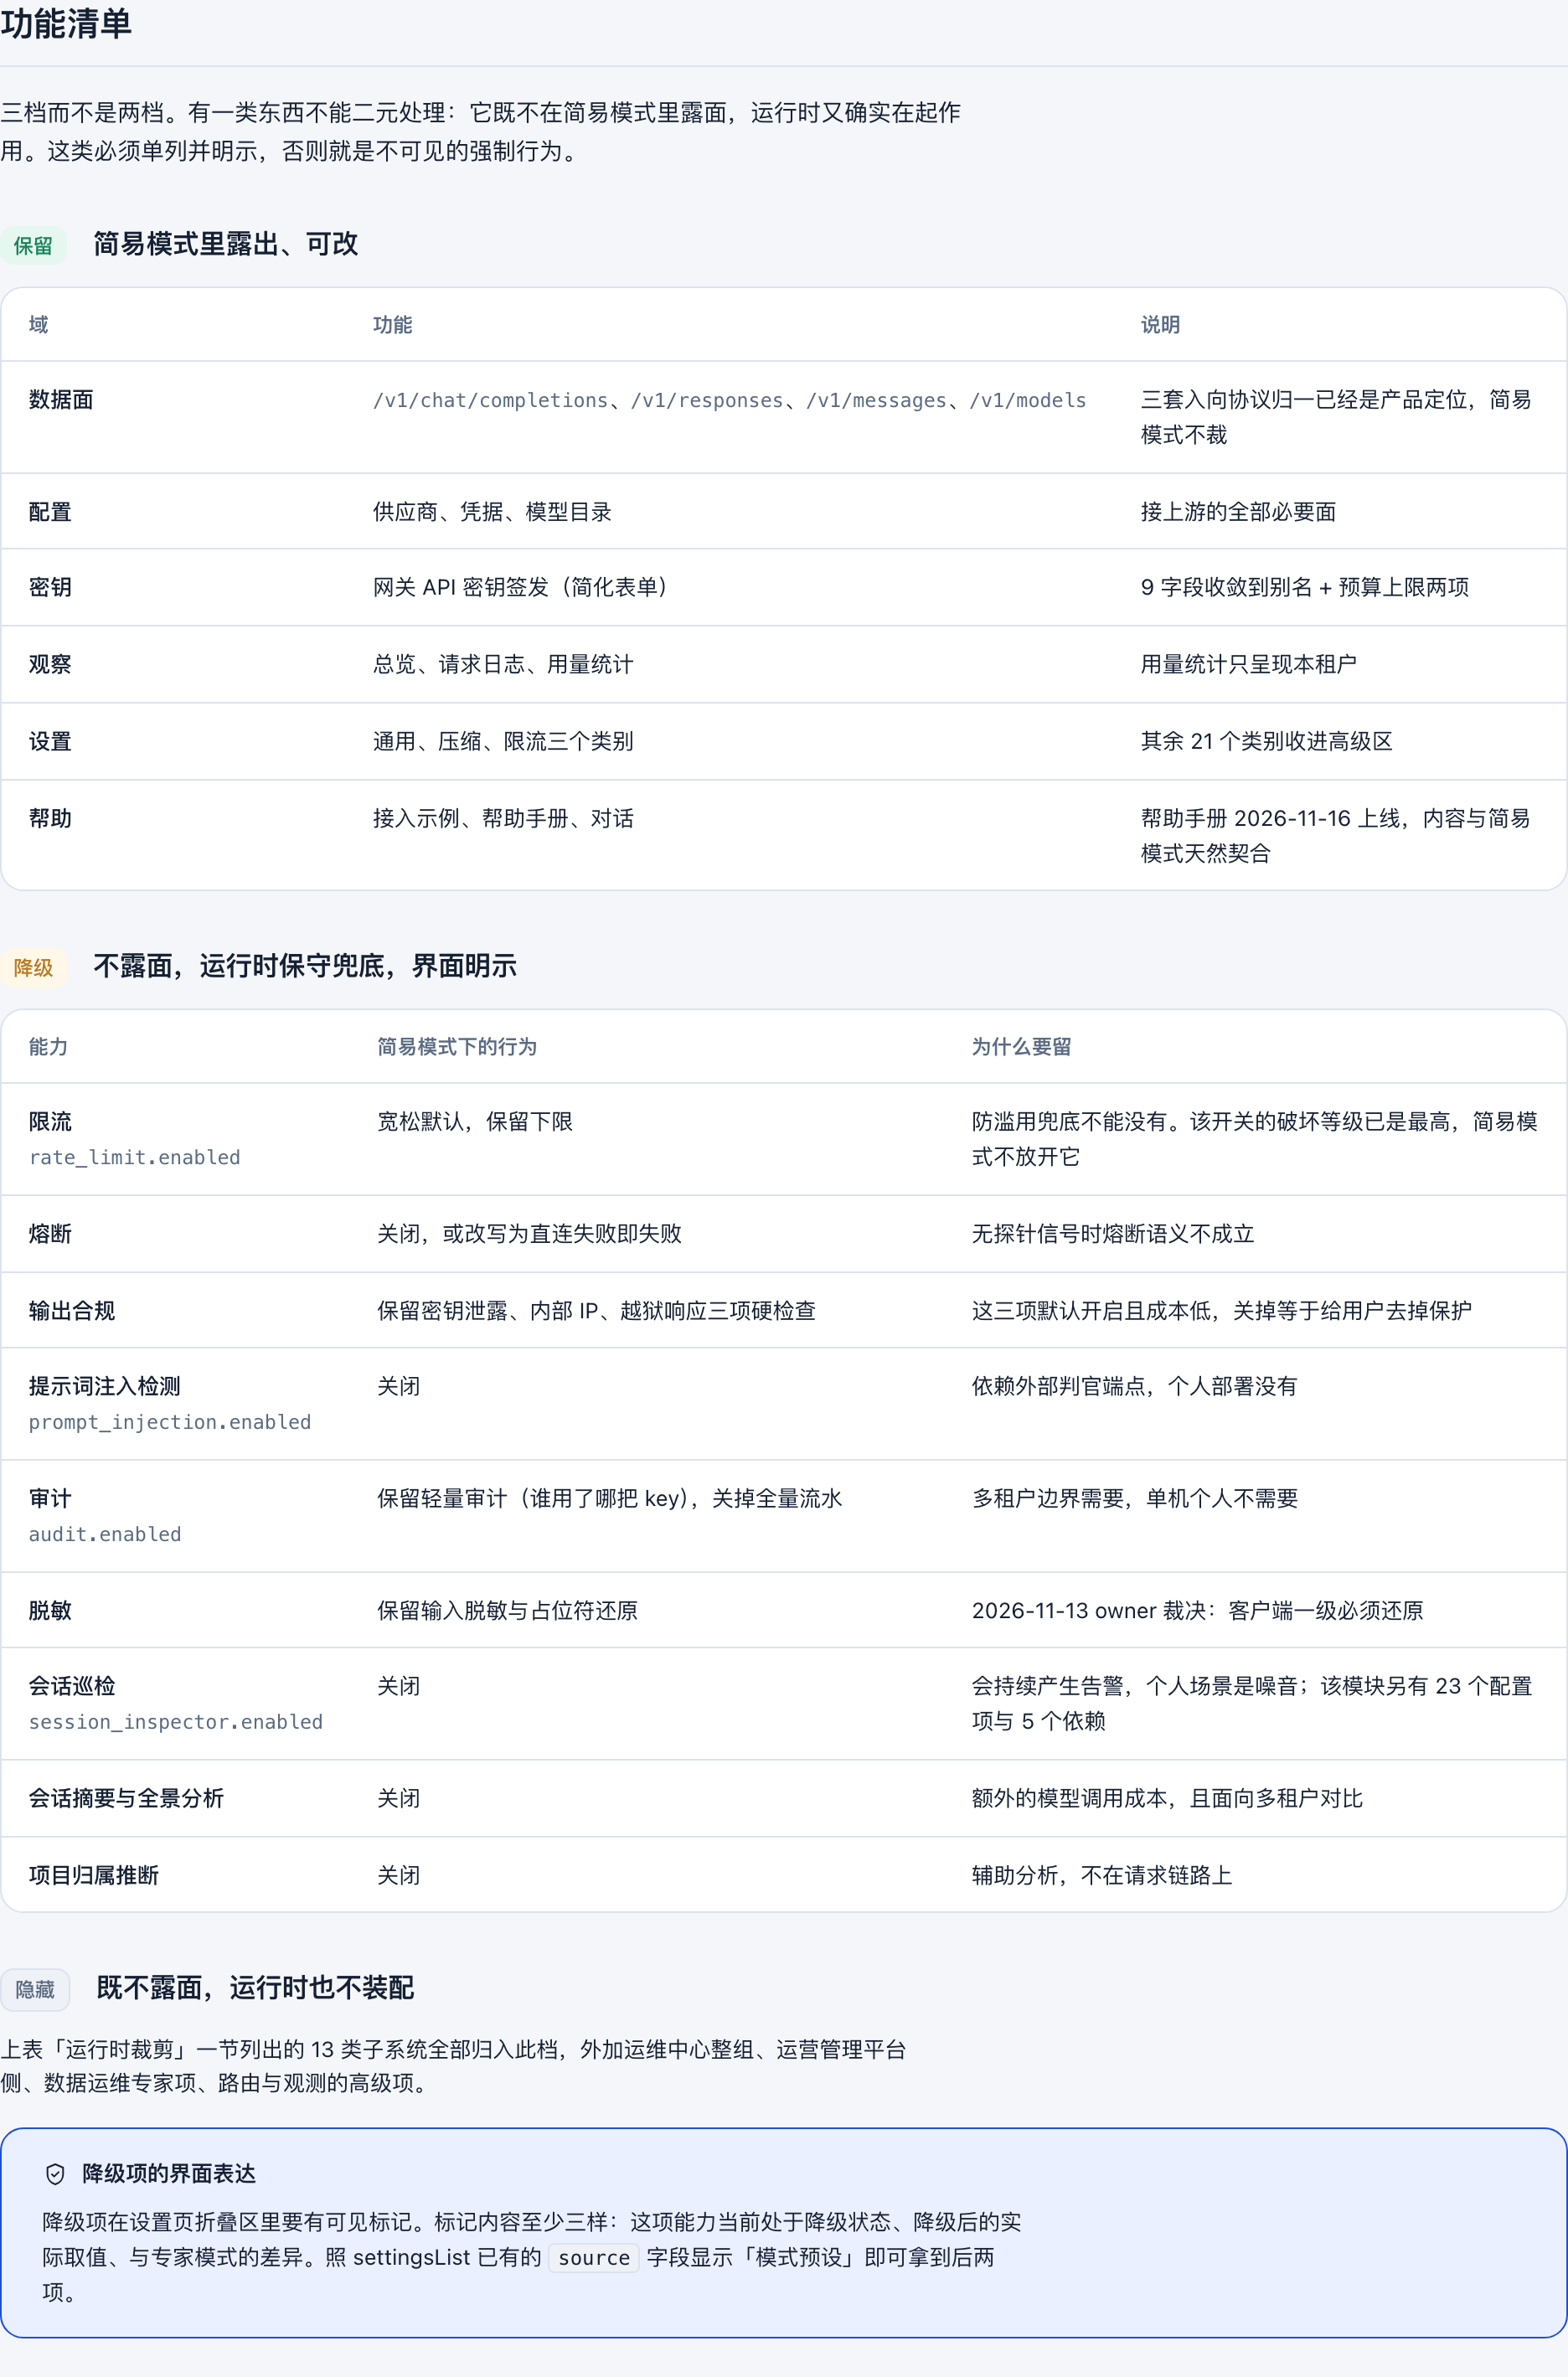 功能清单
三档而不是两档。有一类东西不能二元处理：它既不在简易模式里露面，运行时又确实在起作
用。这类必须单列并明示，否则就是不可见的强制行为。
保留 简易模式里露出、可改
域 功能 说明
数据面 /v1/chat/completions、/v1/responses、/v1/messages、/v1/models 三套入向协议归一已经是产品定位，简易
模式不裁
配置 供应商、凭据、模型目录 接上游的全部必要面
密钥 网关 API 密钥签发（简化表单） 9 字段收敛到别名 + 预算上限两项
观察 总览、请求日志、用量统计 用量统计只呈现本租户
设置 通用、压缩、限流三个类别 其余 21 个类别收进高级区
帮助 接入示例、帮助手册、对话 帮助手册 2026-11-16 上线，内容与简易
模式天然契合
降级 不露面，运行时保守兜底，界面明示
能力 简易模式下的行为 为什么要留
限流 宽松默认，保留下限 防滥用兜底不能没有。该开关的破坏等级已是最高，简易模
rate_limit.enabled 式不放开它
熔断 关闭，或改写为直连失败即失败 无探针信号时熔断语义不成立
输出合规 保留密钥泄露、内部 IP、越狱响应三项硬检查 这三项默认开启且成本低，关掉等于给用户去掉保护
提示词注入检测 关闭 依赖外部判官端点，个人部署没有
prompt_injection.enabled
审计 保留轻量审计（谁用了哪把 key），关掉全量流水 多租户边界需要，单机个人不需要
audit.enabled
脱敏 保留输入脱敏与占位符还原 2026-11-13 owner 裁决：客户端一级必须还原
会话巡检 关闭 会持续产生告警，个人场景是噪音；该模块另有 23 个配置
session_inspector.enabled 项与 5 个依赖
会话摘要与全景分析 关闭 额外的模型调用成本，且面向多租户对比
项目归属推断 关闭 辅助分析，不在请求链路上
隐藏 既不露面，运行时也不装配
上表「运行时裁剪」一节列出的 13 类子系统全部归入此档，外加运维中心整组、运营管理平台
侧、数据运维专家项、路由与观测的高级项。
降级项的界面表达
降级项在设置页折叠区里要有可见标记。标记内容至少三样：这项能力当前处于降级状态、降级后的实
际取值、与专家模式的差异。照 settingsList 已有的 source 字段显示「模式预设」即可拿到后两
项。